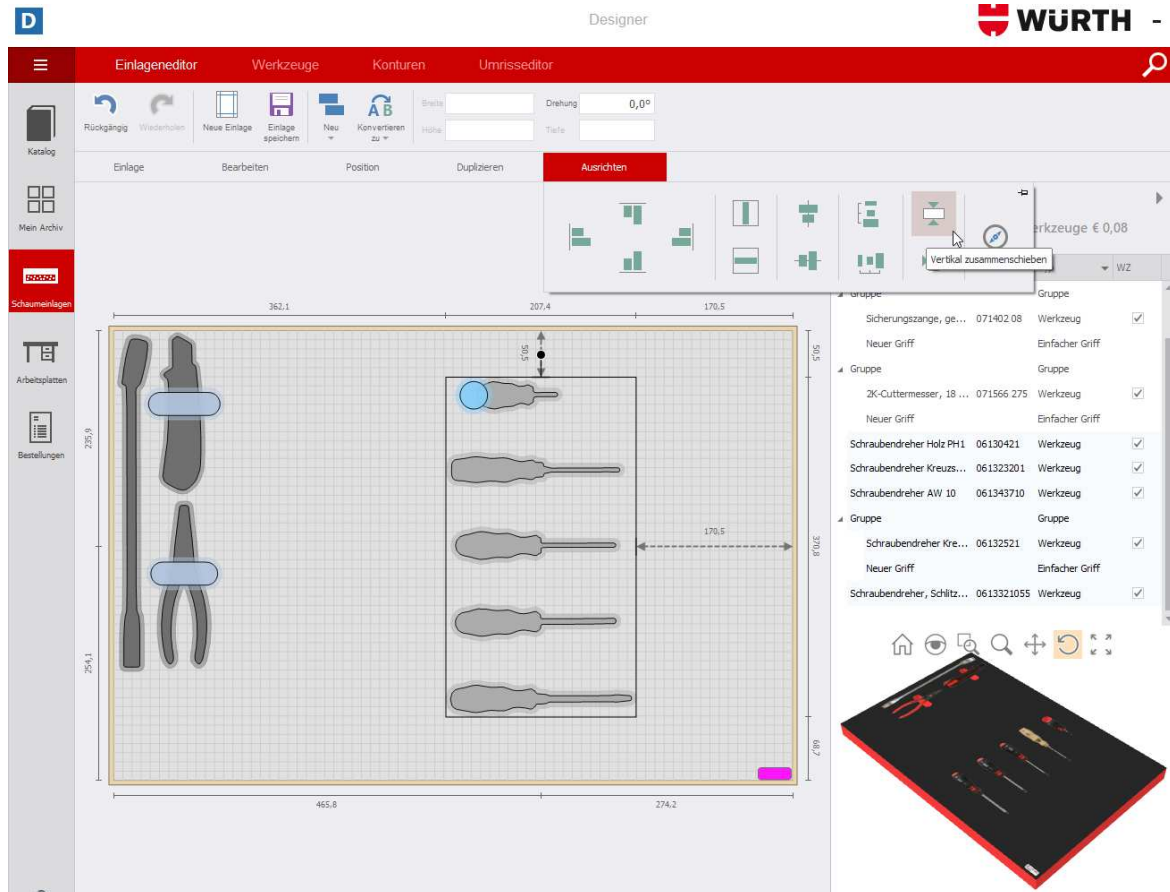 D
Designer
WÜRTH -
Einlageneditor Werkzeuge Konturen Umrisseditor
Rückgängig
Wiederholen
Neue Einlage
Einlage
speichern
Neu
AB
Konvertieren
zu
Breite
Höhe
Drehung 0,0°
Tiefe
Katalog
Mein Archiv
Schaumeinlagen
Arbeitsplatten
Bestellungen
Einlage Bearbeiten Position Duplizieren Ausrichten
erkzeuge € 0,08
Vertikal zusammenschieben
WZ
Gruppe Gruppe
Sicherungszange, ge... 071402 08 Werkzeug
Neuer Griff Einfacher Griff
Gruppe Gruppe
2K-Cuttermesser, 18 ... 071566 275 Werkzeug
Neuer Griff Einfacher Griff
Schraubendreher Holz PH1 06130421 Werkzeug
Schraubendreher Kreuzs... 061323201 Werkzeug
Schraubendreher AW 10 061343710 Werkzeug
Gruppe Gruppe
Schraubendreher Kre... 06132521 Werkzeug
Neuer Griff Einfacher Griff
Schraubendreher, Schlitz... 0613321055 Werkzeug
362,1 207,4 170,5
50,5
50,5
235,9
170,5
370,8
254,1
68,7
465,8 274,2